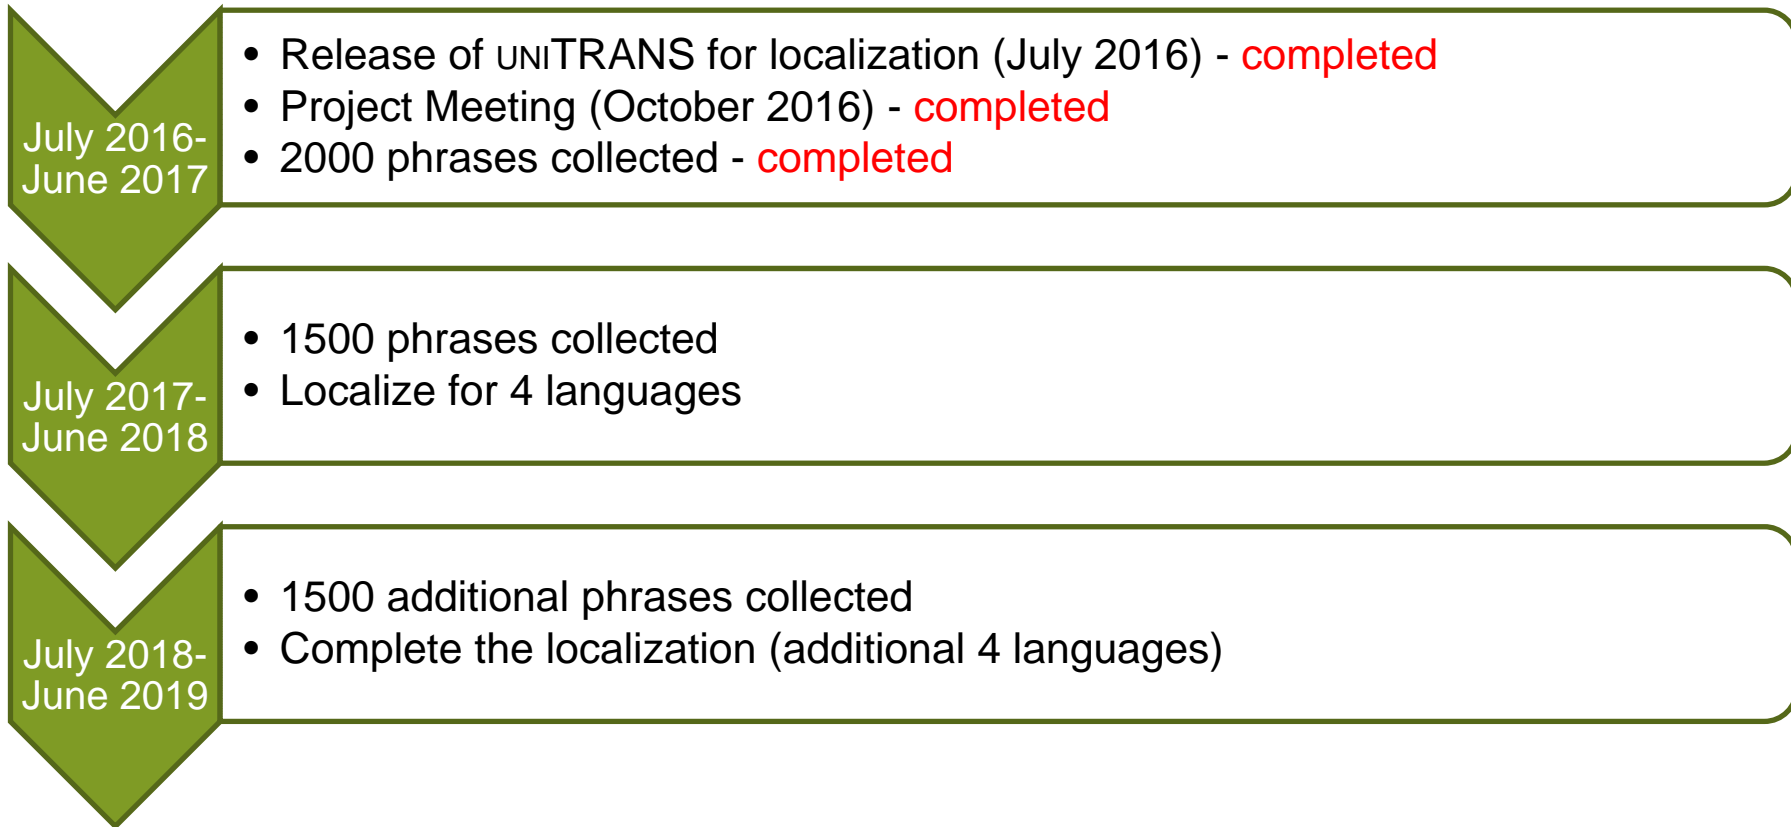 July 2016-
June 2017
• Release of UNITRANS for localization (July 2016) - completed
• Project Meeting (October 2016) - completed
• 2000 phrases collected - completed
July 2017-
June 2018
• 1500 phrases collected
• Localize for 4 languages
July 2018-
June 2019
• 1500 additional phrases collected
• Complete the localization (additional 4 languages)